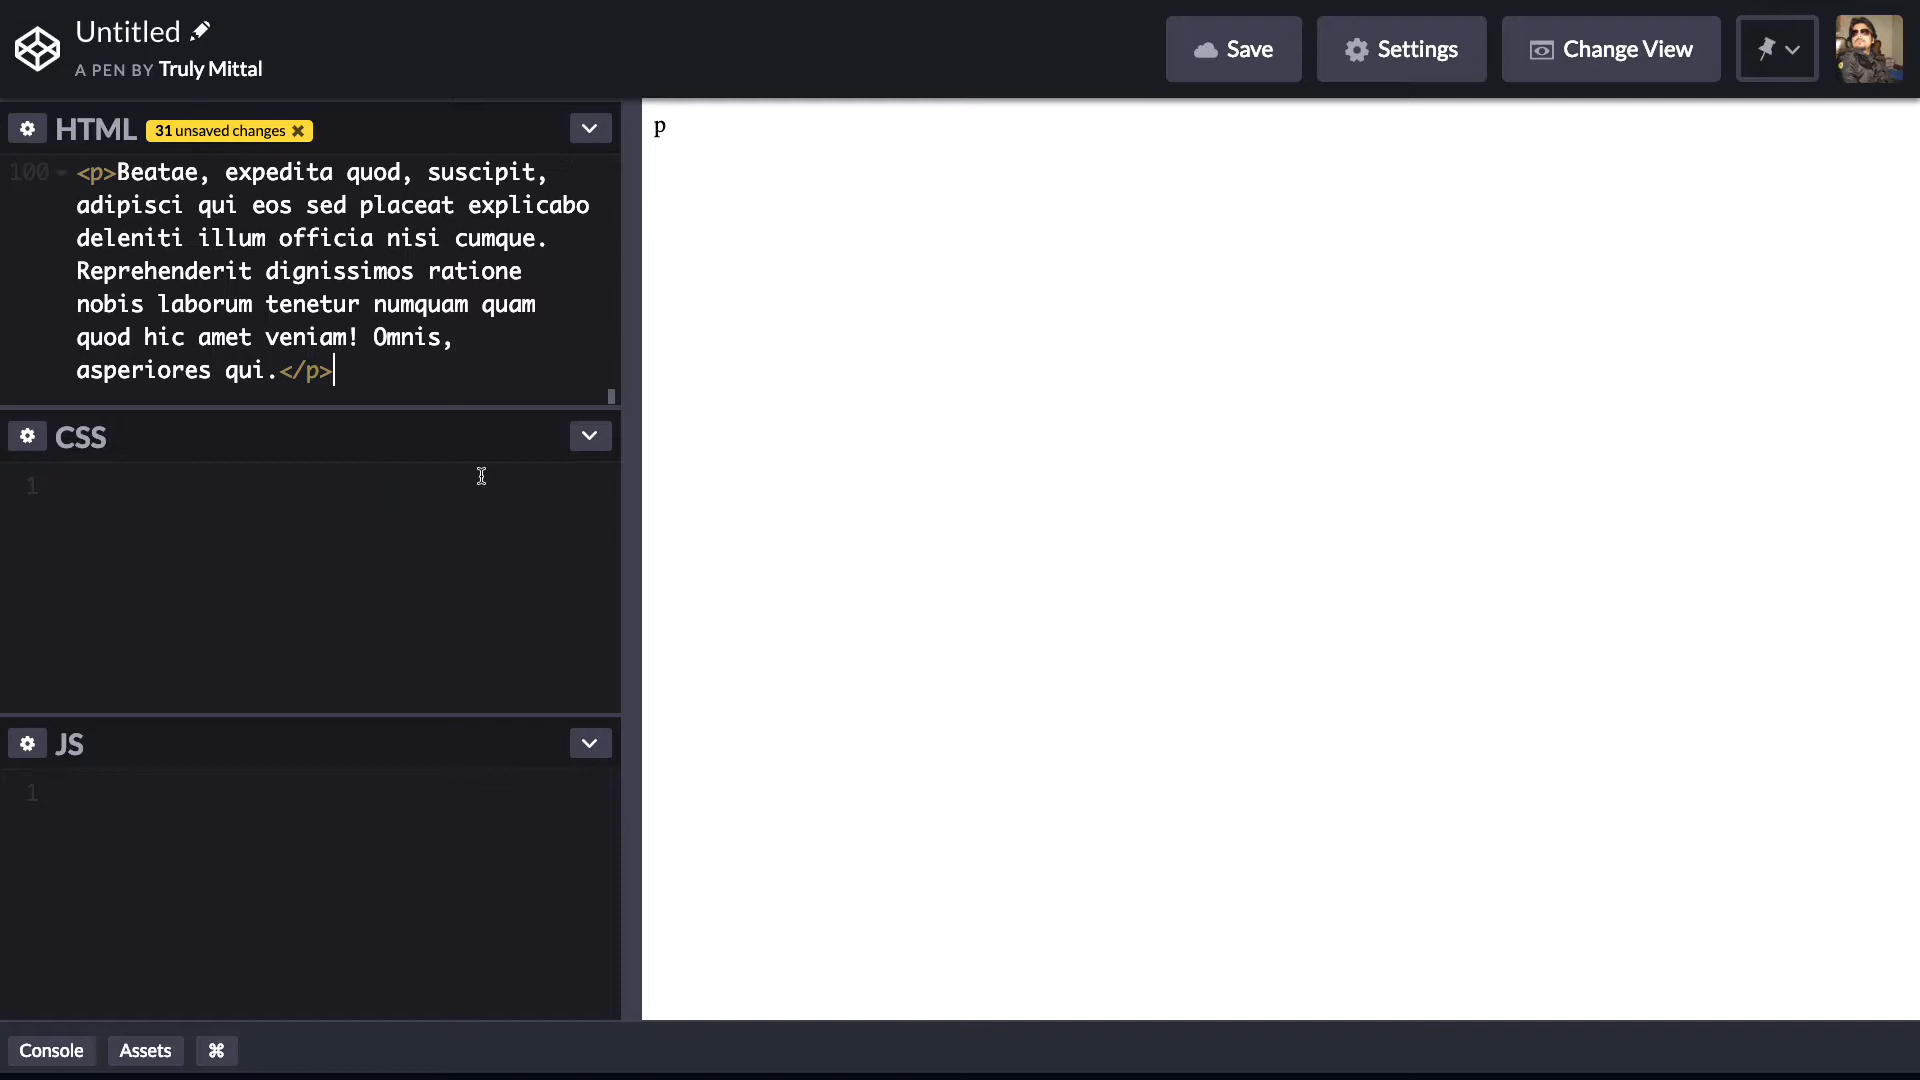 Untitled
A PEN BY Truly Mittal
Save
Settings
Change View
HTML
31 unsaved changes ×
100 <p>Beatae, expedita quod, suscipit,
adipisci qui eos sed placeat explicabo
deleniti illum officia nisi cumque.
Reprehenderit dignissimos ratione
nobis laborum tenetur numquam quam
quod hic amet veniam! Omnis,
asperiores qui.</p>
p
CSS
1
JS
1
Console
Assets
⌘